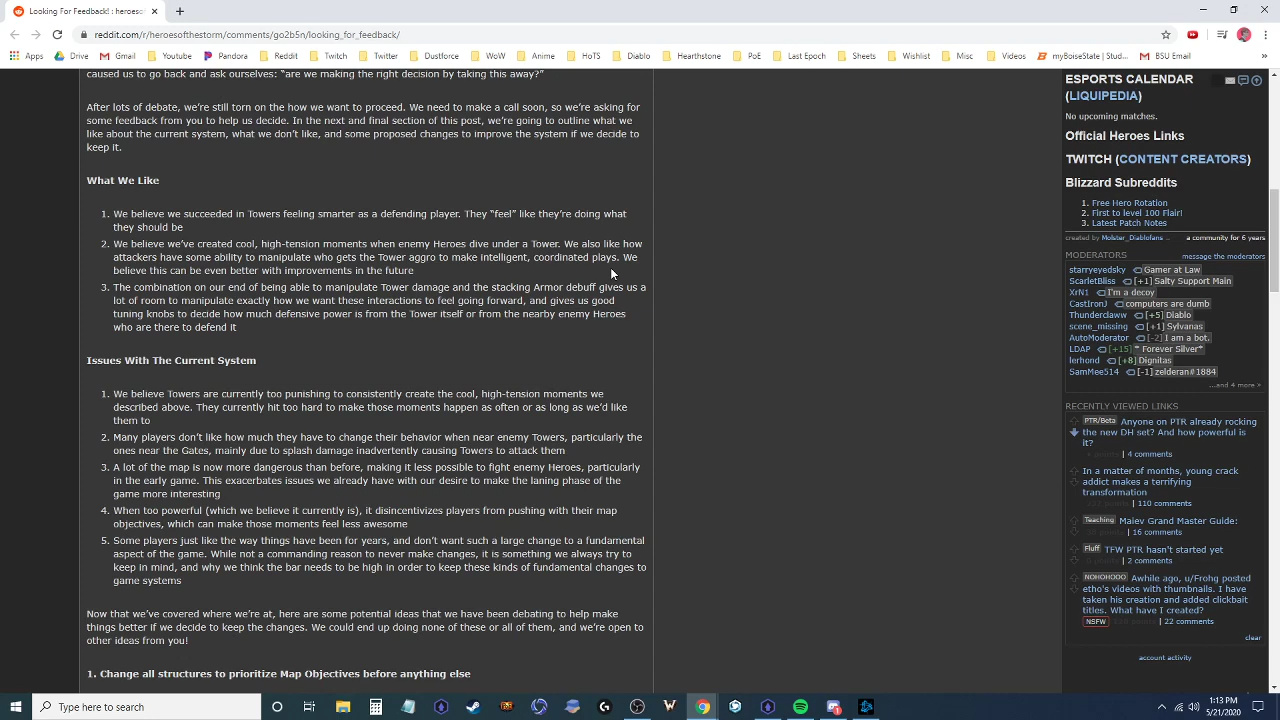 Looking For Feedback! : heroesof
reddit.com/r/heroesofthestorm/comments/go2b5n/looking_for_feedback/
Apps Drive Gmail Youtube Pandora Reddit Twitch Twitter Dustforce WoW Anime HoTS Diablo Hearthstone PoE Last Epoch Sheets Wishlist Music Videos myBoiseState | Stud... BSU Email »
caused us to go back and ask ourselves: "are we making the right decision by taking this away?"
After lots of debate, we're still torn on the how we want to proceed. We need to make a call soon, so we're asking for
some feedback from you to help us decide. In the next and final section of this post, we're going to outline what we
like about the current system, what we don't like, and some proposed changes to improve the system if we decide to
keep it.
What We Like
1. We believe we succeeded in Towers feeling smarter as a defending player. They "feel" like they're doing what
they should be
2. We believe we've created cool, high-tension moments when enemy Heroes dive under a Tower. We also like how
attackers have some ability to manipulate who gets the Tower aggro to make intelligent, coordinated plays. We
believe this can be even better with improvements in the future
3. The combination on our end of being able to manipulate Tower damage and the stacking Armor debuff gives us a
lot of room to manipulate exactly how we want these interactions to feel going forward, and gives us good
tuning knobs to decide how much defensive power is from the Tower itself or from the nearby enemy Heroes
who are there to defend it
Issues With The Current System
1. We believe Towers are currently too punishing to consistently create the cool, high-tension moments we
described above. They currently hit too hard to make those moments happen as often or as long as we'd like
them to
2. Many players don't like how much they have to change their behavior when near enemy Towers, particularly the
ones near the Gates, mainly due to splash damage inadvertently causing Towers to attack them
3. A lot of the map is now more dangerous than before, making it less possible to fight enemy Heroes, particularly
in the early game. This exacerbates issues we already have with our desire to make the laning phase of the
game more interesting
4. When too powerful (which we believe it currently is), it disincentivizes players from pushing with their map
objectives, which can make those moments feel less awesome
5. Some players just like the way things have been for years, and don't want such a large change to a fundamental
aspect of the game. While not a commanding reason to never make changes, it is something we always try to
keep in mind, and why we think the bar needs to be high in order to keep these kinds of fundamental changes to
game systems
Now that we've covered where we're at, here are some potential ideas that we have been debating to help make
things better if we decide to keep the changes. We could end up doing none of these or all of them, and we're open to
other ideas from you!
1. Change all structures to prioritize Map Objectives before anything else
ESPORTS CALENDAR
(LIQUIPEDIA)
No upcoming matches.
Official Heroes Links
TWITCH (CONTENT CREATORS)
Blizzard Subreddits
1. Free Hero Rotation
2. First to level 100 Flair!
3. Latest Patch Notes
created by Molster_Diablofans .. a community for 6 years
MODERATORS message the moderators
starryeyedsky Gamer at Law
ScarletBliss [+1] Salty Support Main
XrN1 I'm a decoy
CastIronJ computers are dumb
Thunderclaww [+5] Diablo
scene_missing [+1] Sylvanas
AutoModerator [-2] I am a bot.
LDAP [+15] * Forever Silver*
lerhond [+8] Dignitas
SamMee514 [-1] zelderan#1884
...and 4 more »
RECENTLY VIEWED LINKS
PTR/Beta Anyone on PTR already rocking
the new DH set? And how powerful is
it?
| 4 comments
In a matter of months, young crack
addict makes a terrifying
transformation
| 110 comments
Teaching Maiev Grand Master Guide:
| 16 comments
Fluff TFW PTR hasn't started yet
| 2 comments
NOHOHOOO Awhile ago, u/Frohg posted
etho's videos with thumbnails. I have
taken his creation and added clickbait
titles. What have I created?
NSFW | 22 comments
clear
account activity
Type here to search
1:13 PM
5/21/2020